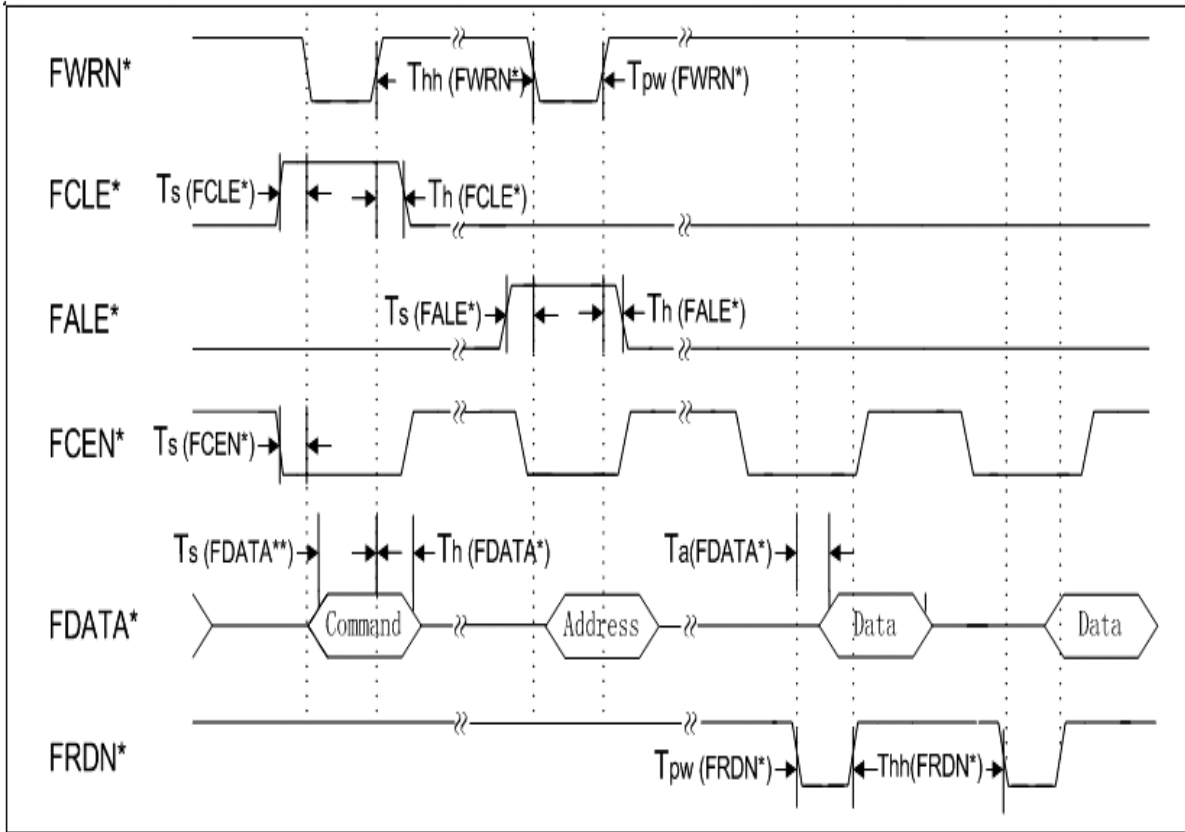 FWRN*
Thh (FWRN*)
Tpw (FWRN*)
FCLE*
Ts (FCLE*)
Th (FCLE*)
FALE*
Ts (FALE*)
Th (FALE*)
FCEN*
Ts (FCEN*)
Ts (FDATA**)
Th (FDATA*)
Ta(FDATA*)
FDATA*
Command
Address
Data
Data
FRDN*
Tpw (FRDN*)
Thh(FRDN*)